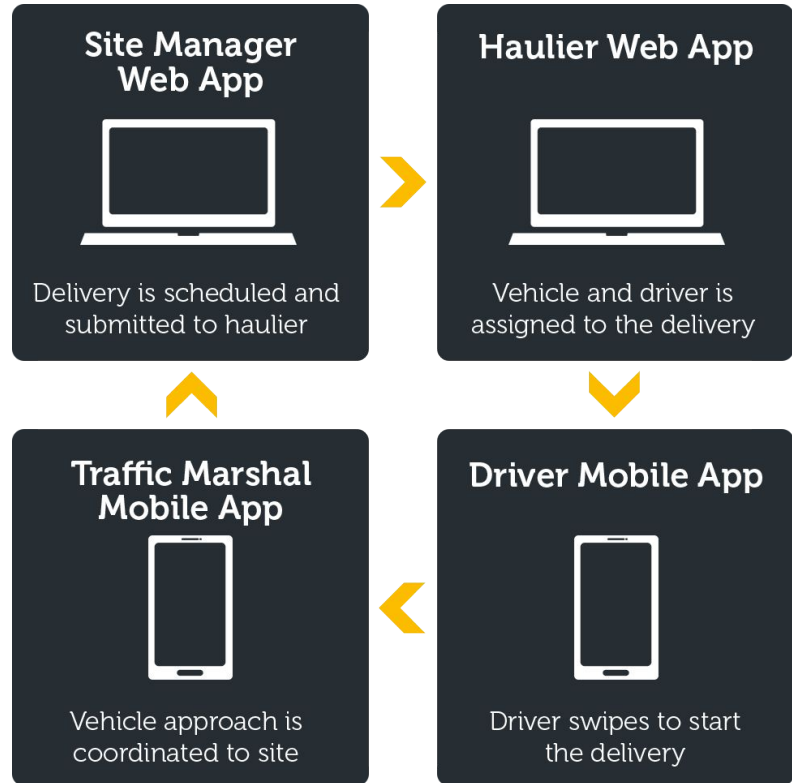 Site Manager
Web App
Delivery is scheduled and
submitted to haulier
Haulier Web App
Vehicle and driver is
assigned to the delivery
Traffic Marshal
Mobile App
Vehicle approach is
coordinated to site
Driver Mobile App
Driver swipes to start
the delivery